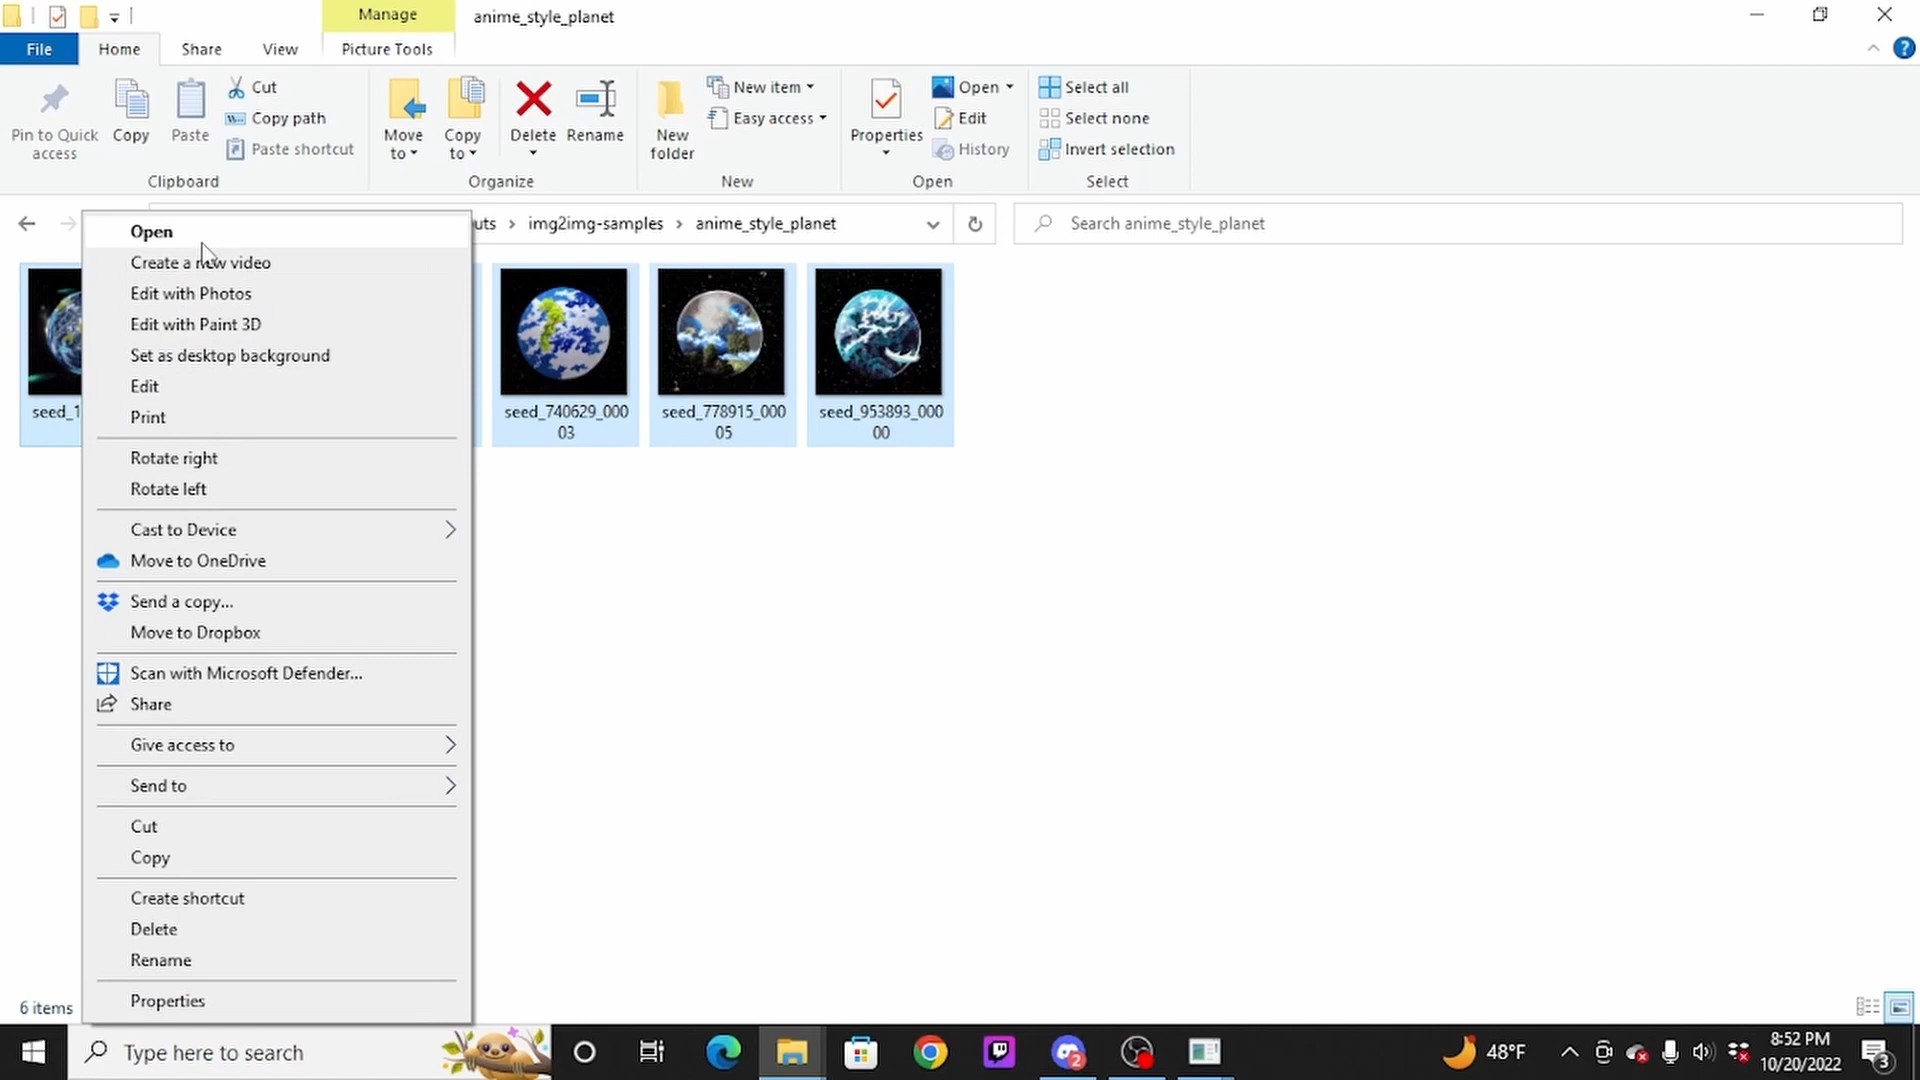 Manage
anime_style_planet
File
Home
Share
View
Picture Tools
Pin to Quick
access
Copy
Paste
Cut
Copy path
Paste shortcut
Clipboard
Move
to
Copy
to
Delete
Rename
Organize
New
folder
New item
Easy access
New
Properties
Open
Edit
History
Open
Select all
Select none
Invert selection
Select
img2img-samples
anime_style_planet
Search anime_style_planet
Open
Create a new video
Edit with Photos
Edit with Paint 3D
Set as desktop background
Edit
Print
Rotate right
Rotate left
Cast to Device
Move to OneDrive
Send a copy...
Move to Dropbox
Scan with Microsoft Defender...
Share
Give access to
Send to
Cut
Copy
Create shortcut
Delete
Rename
Properties
seed_1
seed_740629_000
03
seed_778915_000
05
seed_953893_000
00
6 items
Type here to search
2
48°F
8:52 PM
10/20/2022
3